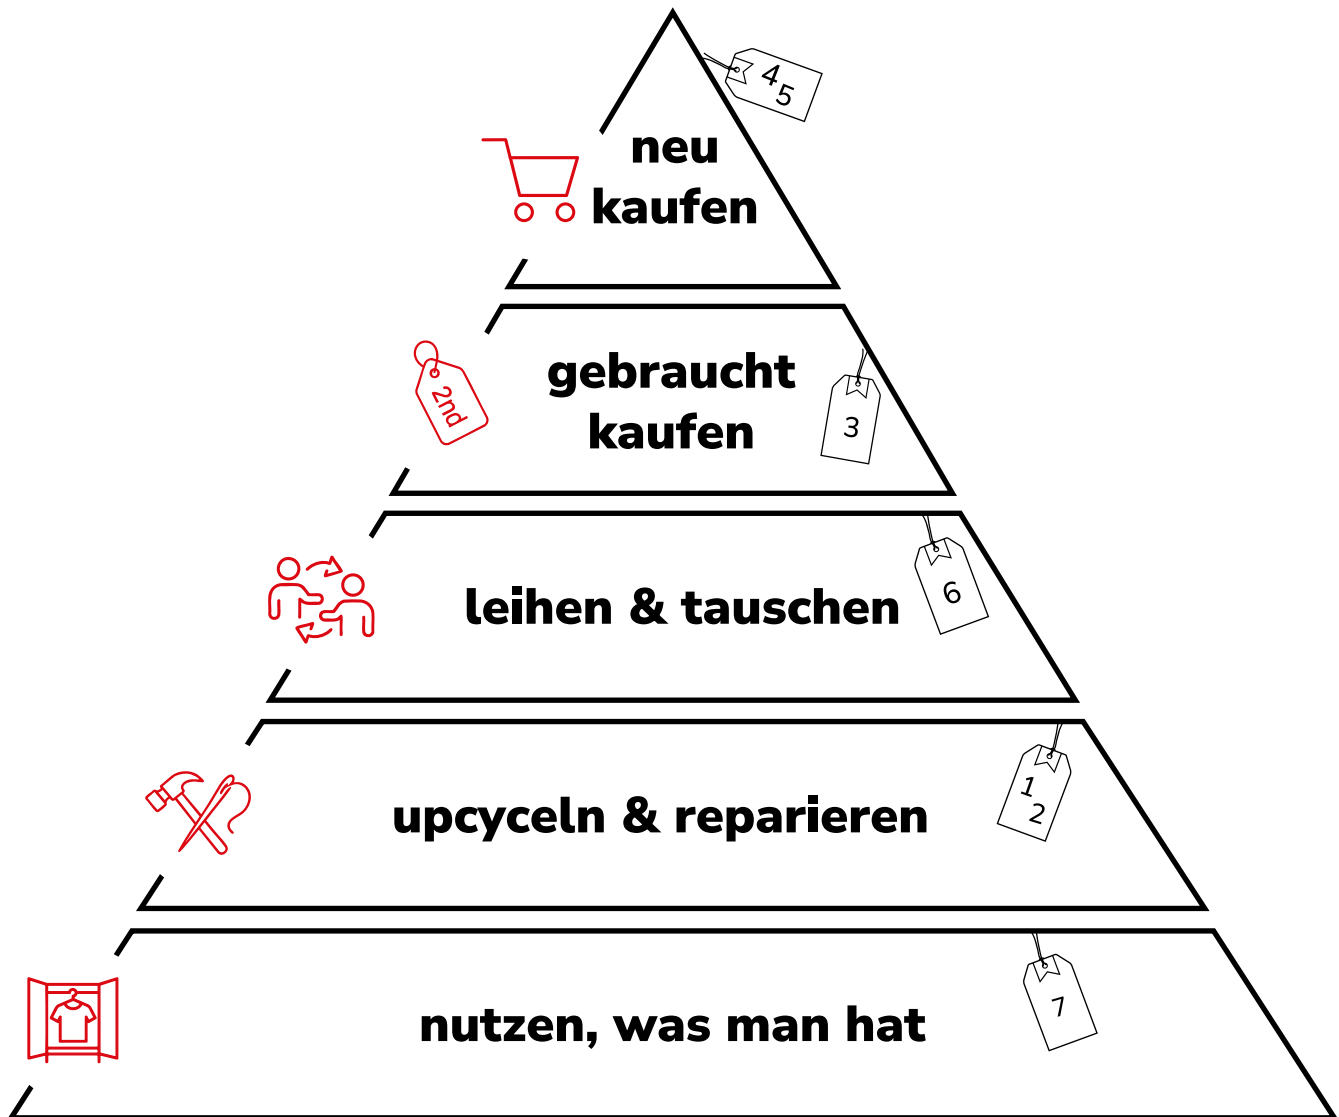 4
5
neu
kaufen
2nd
gebraucht
kaufen
3
leihen & tauschen
6
upcyceln & reparieren
1
2
nutzen, was man hat
7